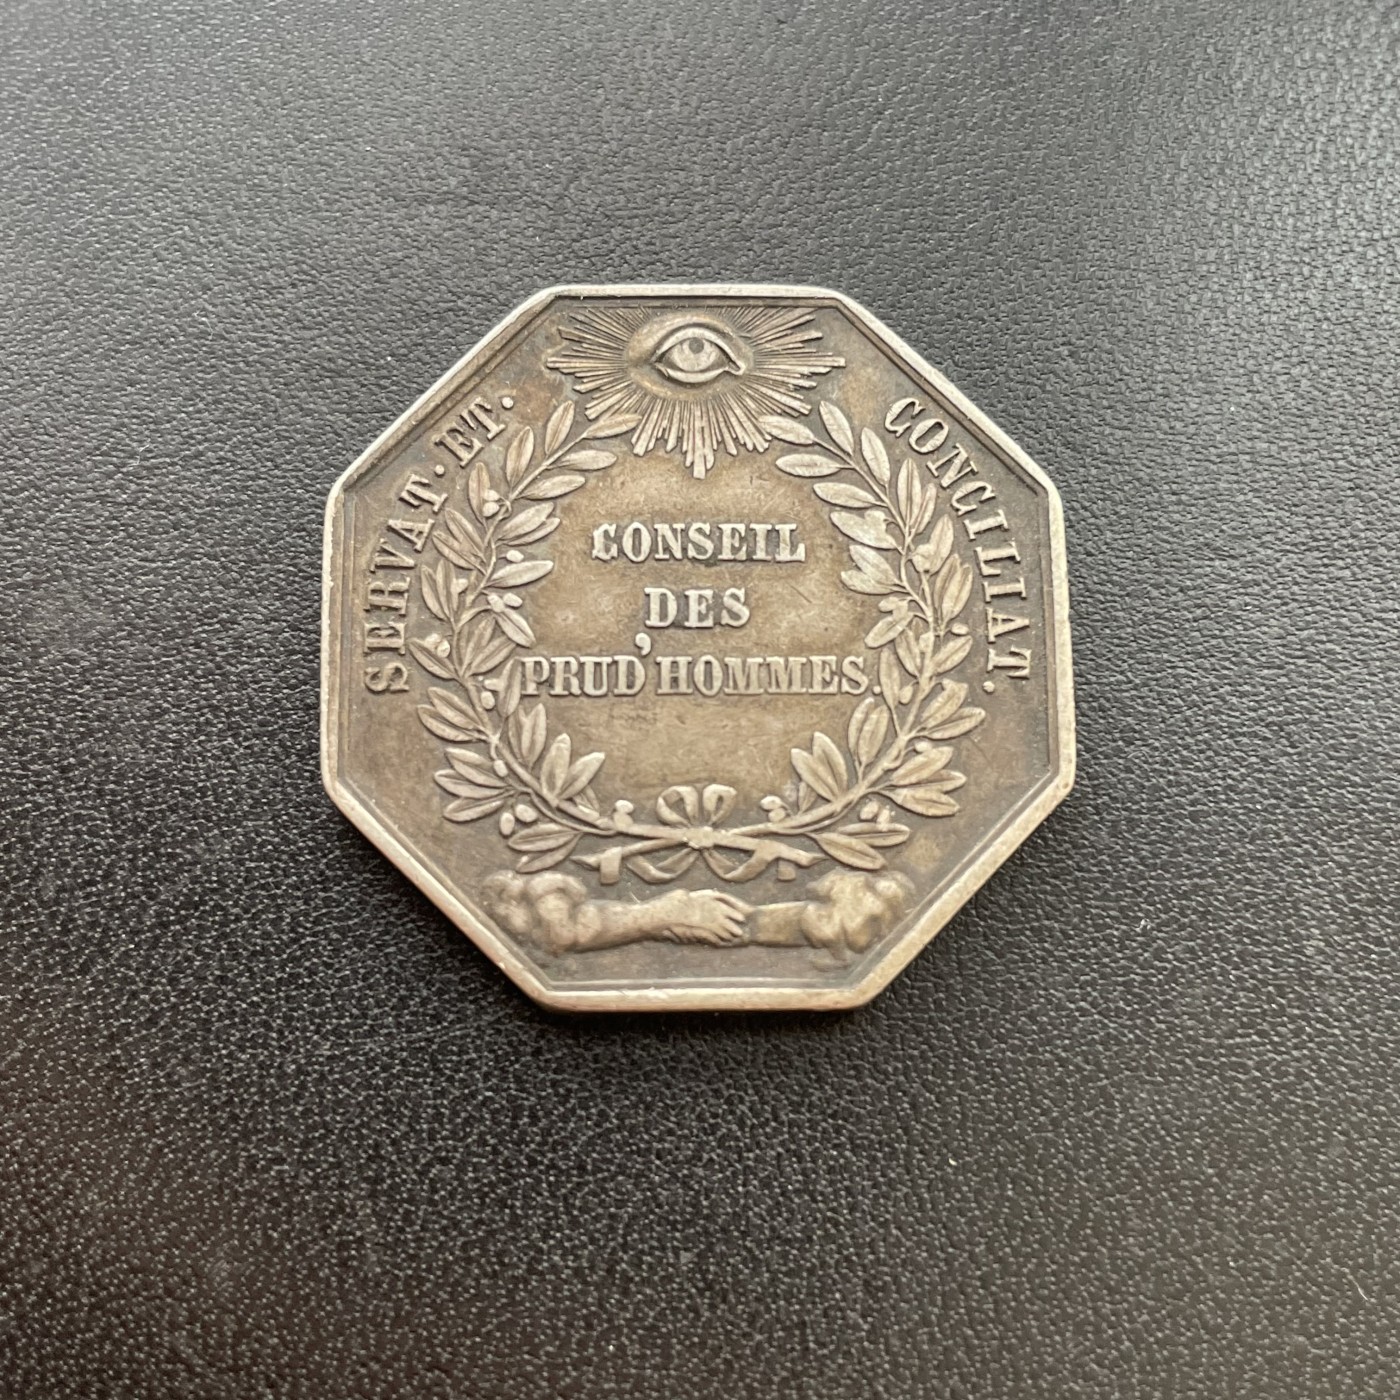 SERVAT · ET · CONCILIAT.
CONSEIL
DES
PRUD'HOMMES.